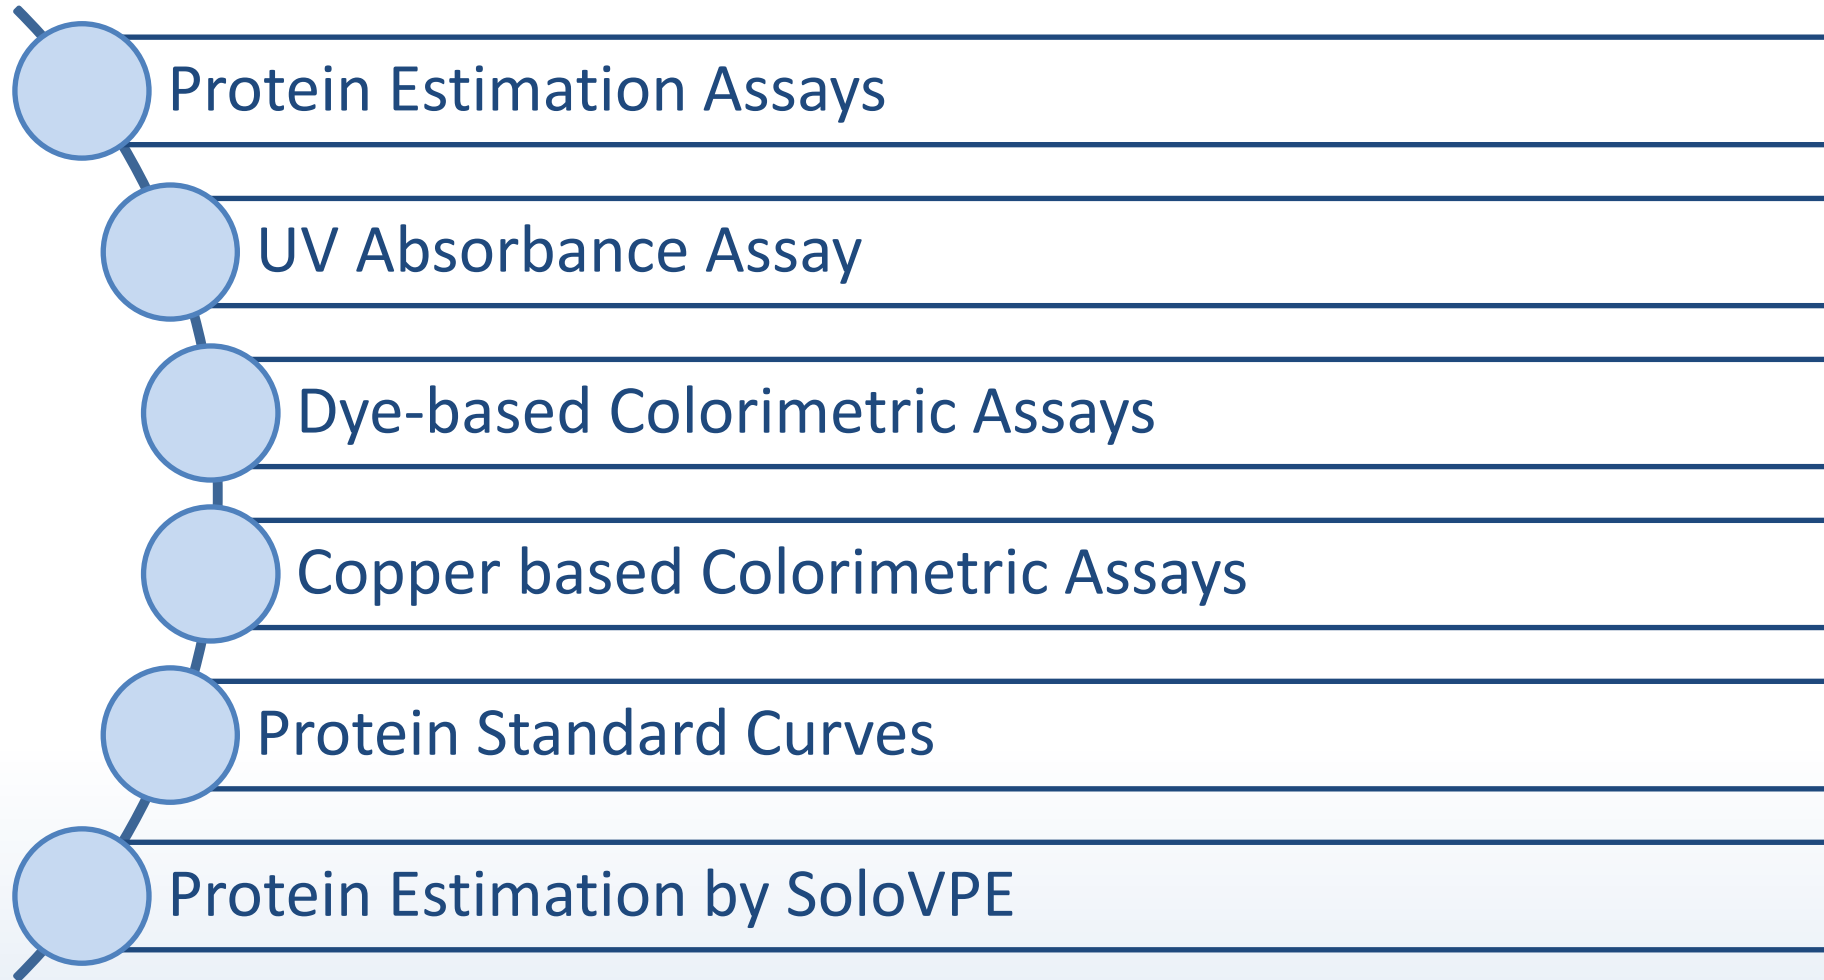 Protein Estimation Assays
UV Absorbance Assay
Dye-based Colorimetric Assays
Copper based Colorimetric Assays
Protein Standard Curves
Protein Estimation by SoloVPE